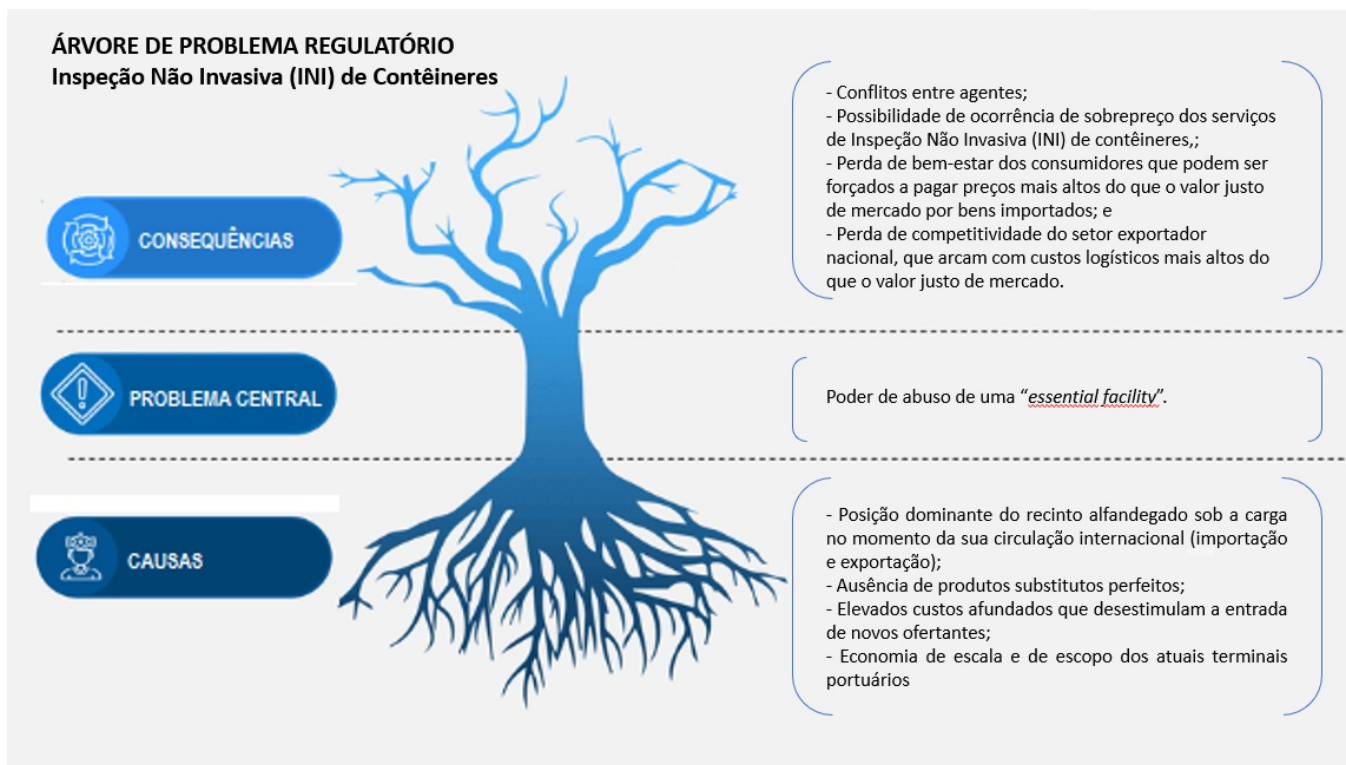 ÁRVORE DE PROBLEMA REGULATÓRIO
Inspeção Não Invasiva (INI) de Contêineres
CONSEQUÊNCIAS
- Conflitos entre agentes;
- Possibilidade de ocorrência de sobrepreço dos serviços
de Inspeção Não Invasiva (INI) de contêineres,;
- Perda de bem-estar dos consumidores que podem ser
forçados a pagar preços mais altos do que o valor justo
de mercado por bens importados; e
- Perda de competitividade do setor exportador
nacional, que arcam com custos logísticos mais altos do
que o valor justo de mercado.
PROBLEMA CENTRAL
Poder de abuso de uma “essential facility”.
CAUSAS
- Posição dominante do recinto alfandegado sob a carga
no momento da sua circulação internacional (importação
e exportação);
- Ausência de produtos substitutos perfeitos;
- Elevados custos afundados que desestimulam a entrada
de novos ofertantes;
- Economia de escala e de escopo dos atuais terminais
portuários